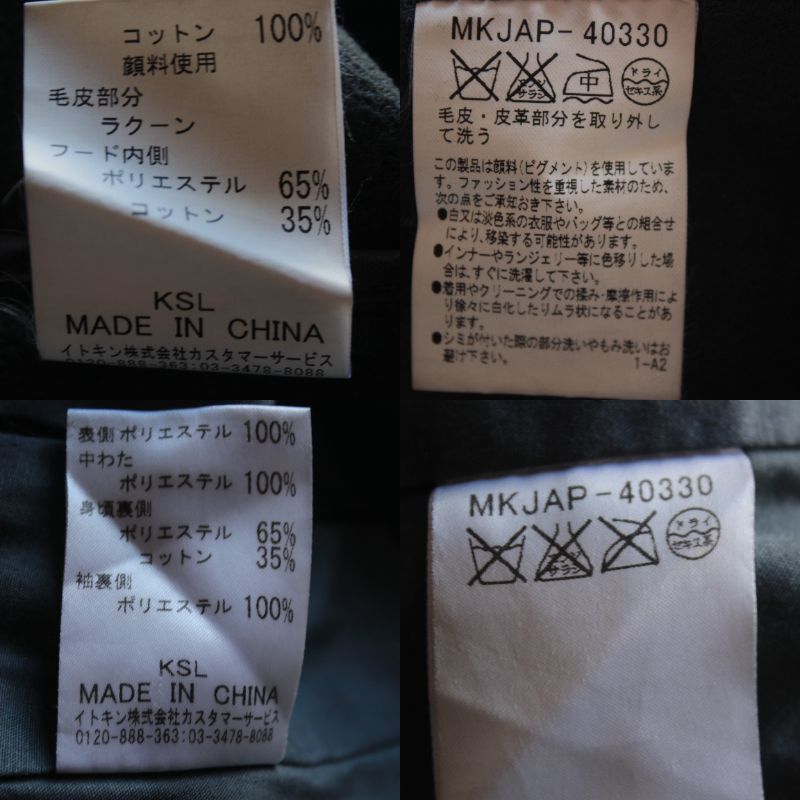 コットン 100%
顔料使用
毛皮部分
ラクーン
フード内側
ポリエステル 65%
コットン 35%
KSL
MADE IN CHINA
イトキン株式会社カスタマーサービス
0120-888-363:03-3478-8088
MKJAP-40330
エンソ サラシ 中 ドライ セキユ系
毛皮・皮革部分を取り外し
て洗う
この製品は顔料(ピグメント)を使用していま
す。ファッション性を重視した素材のため、
次の点をご承知おき下さい。
●白又は淡色系の衣服やバッグ等との組合せ
により、移染する可能性があります。
●インナーやランジェリー等に色移りした場
合は、すぐに洗濯して下さい。
●着用やクリーニングでの揉み・摩擦作用によ
り徐々に白化したりムラ状になることがあ
ります。
●シミが付いた際の部分洗いやもみ洗いはお
避け下さい。
1-A2
表側 ポリエステル 100%
中わた
ポリエステル 100%
身頃裏側
ポリエステル 65%
コットン 35%
袖裏側
ポリエステル 100%
KSL
MADE IN CHINA
イトキン株式会社カスタマーサービス
0120-888-363:03-3478-8088
MKJAP-40330
エンソ サラシ ドライ セキユ系